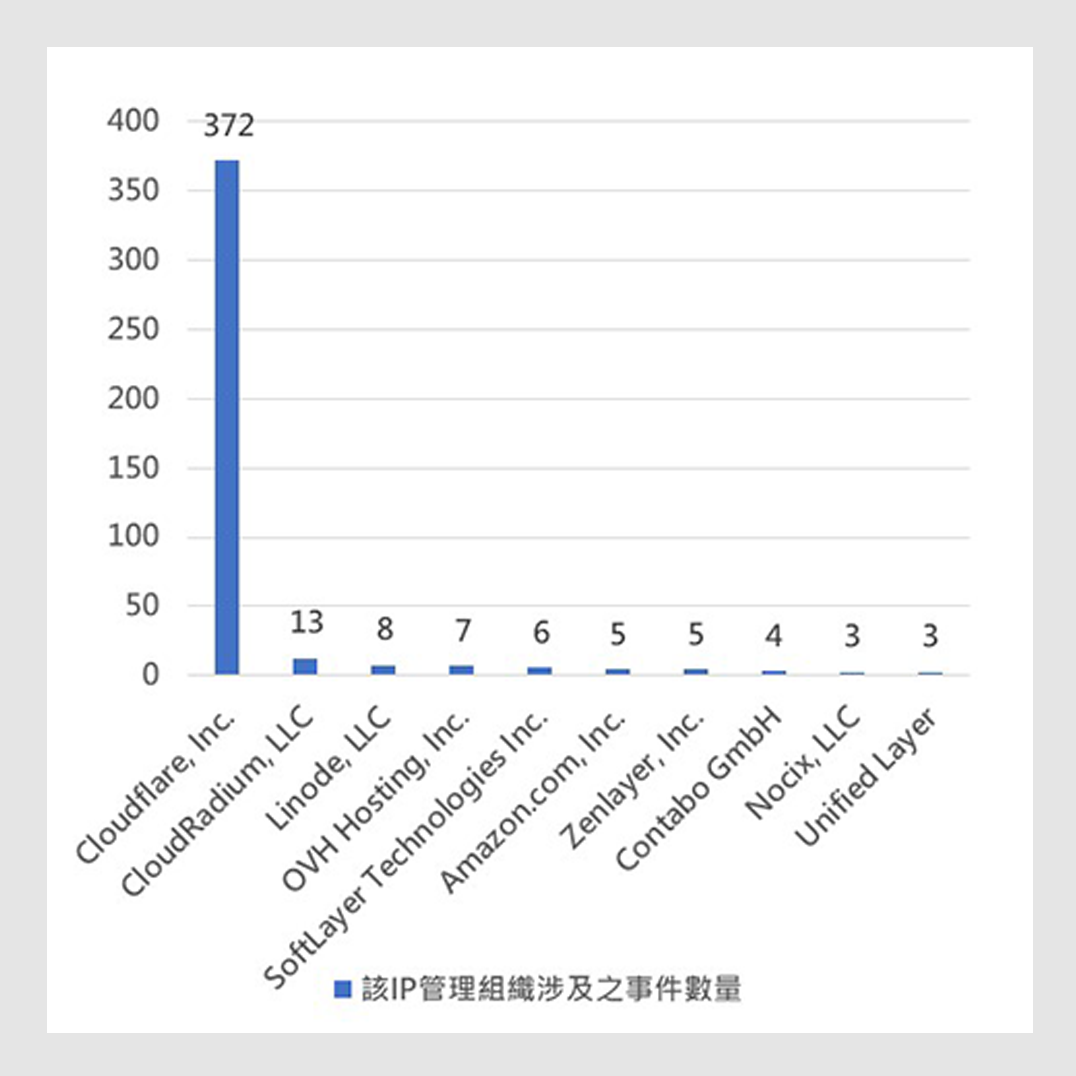 400
350
300
250
200
150
100
50
0
372
13
8
7
6
5
5
4
3
3
Cloudflare, Inc.
CloudRadium, LLC
Linode, LLC
OVH Hosting, Inc.
SoftLayer Technologies Inc.
Amazon.com, Inc.
Zenlayer, Inc.
Contabo GmbH
Nocix, LLC
Unified Layer
該IP管理組織涉及之事件數量